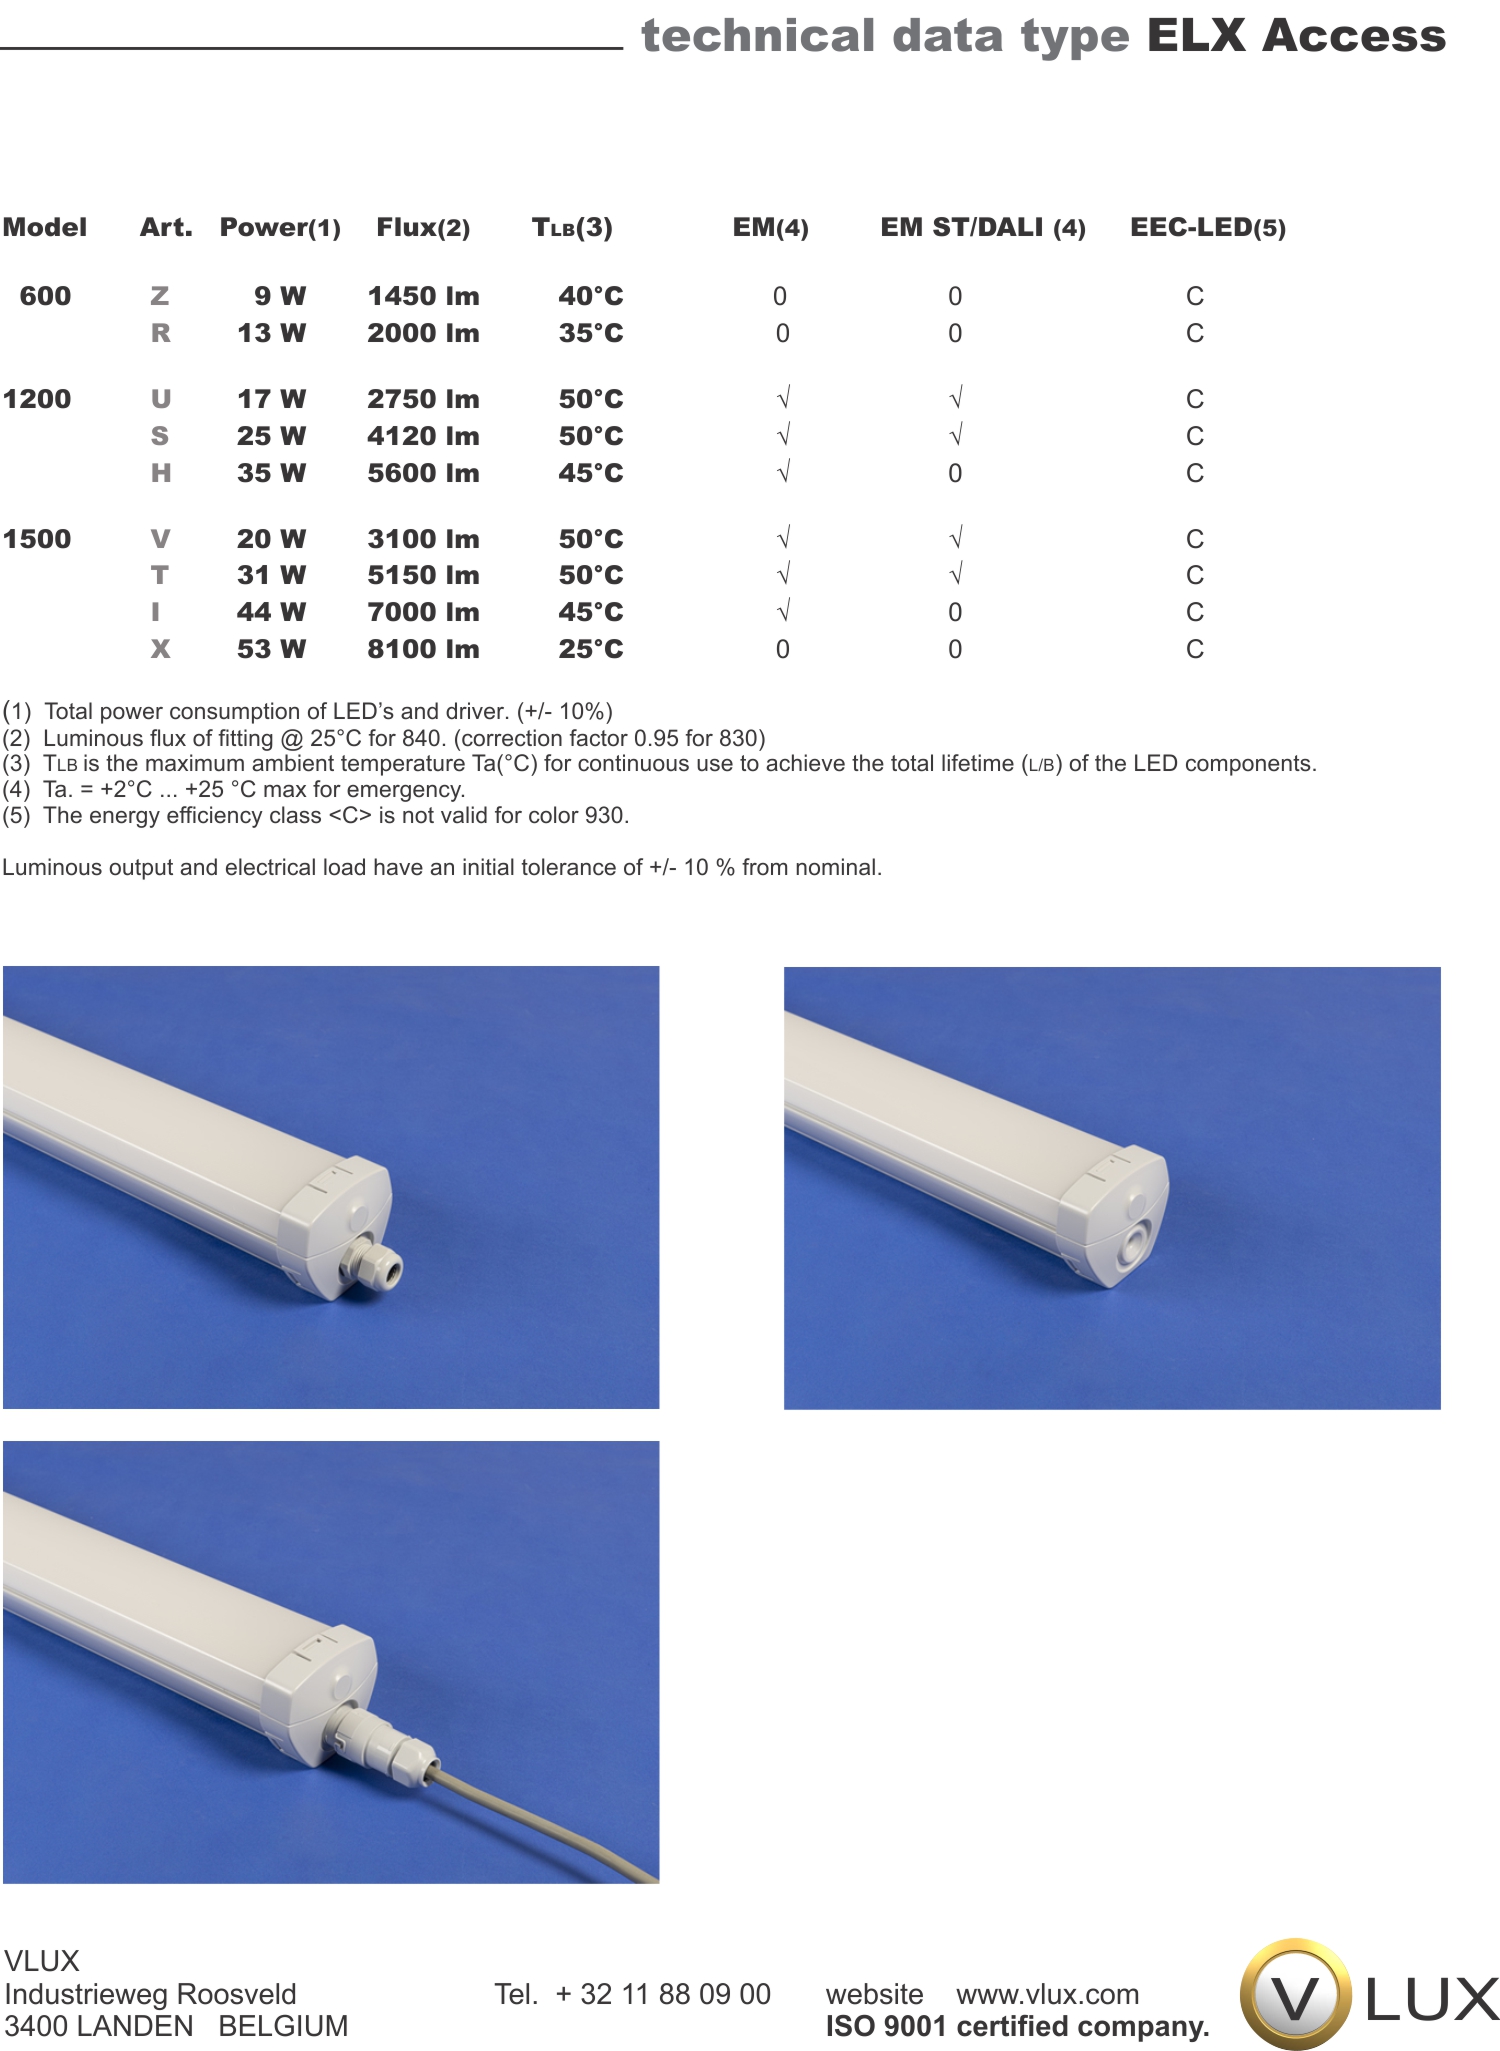 technical data type ELX Access
Model Art. Power(1) Flux(2) TLB(3) EM(4) EM ST/DALI (4) EEC-LED(5)
600 Z 9 W 1450 lm 40°C 0 0 C
R 13 W 2000 lm 35°C 0 0 C
1200 U 17 W 2750 lm 50°C √ √ C
S 25 W 4120 lm 50°C √ √ C
H 35 W 5600 lm 45°C √ 0 C
1500 V 20 W 3100 lm 50°C √ √ C
T 31 W 5150 lm 50°C √ √ C
I 44 W 7000 lm 45°C √ 0 C
X 53 W 8100 lm 25°C 0 0 C
(1) Total power consumption of LED’s and driver. (+/- 10%)
(2) Luminous flux of fitting @ 25°C for 840. (correction factor 0.95 for 830)
(3) TLB is the maximum ambient temperature Ta(°C) for continuous use to achieve the total lifetime (L/B) of the LED components.
(4) Ta. = +2°C ... +25 °C max for emergency.
(5) The energy efficiency class <C> is not valid for color 930.
Luminous output and electrical load have an initial tolerance of +/- 10 % from nominal.
VLUX
Industrieweg Roosveld
3400 LANDEN BELGIUM
Tel. + 32 11 88 09 00
website www.vlux.com
ISO 9001 certified company.
V LUX